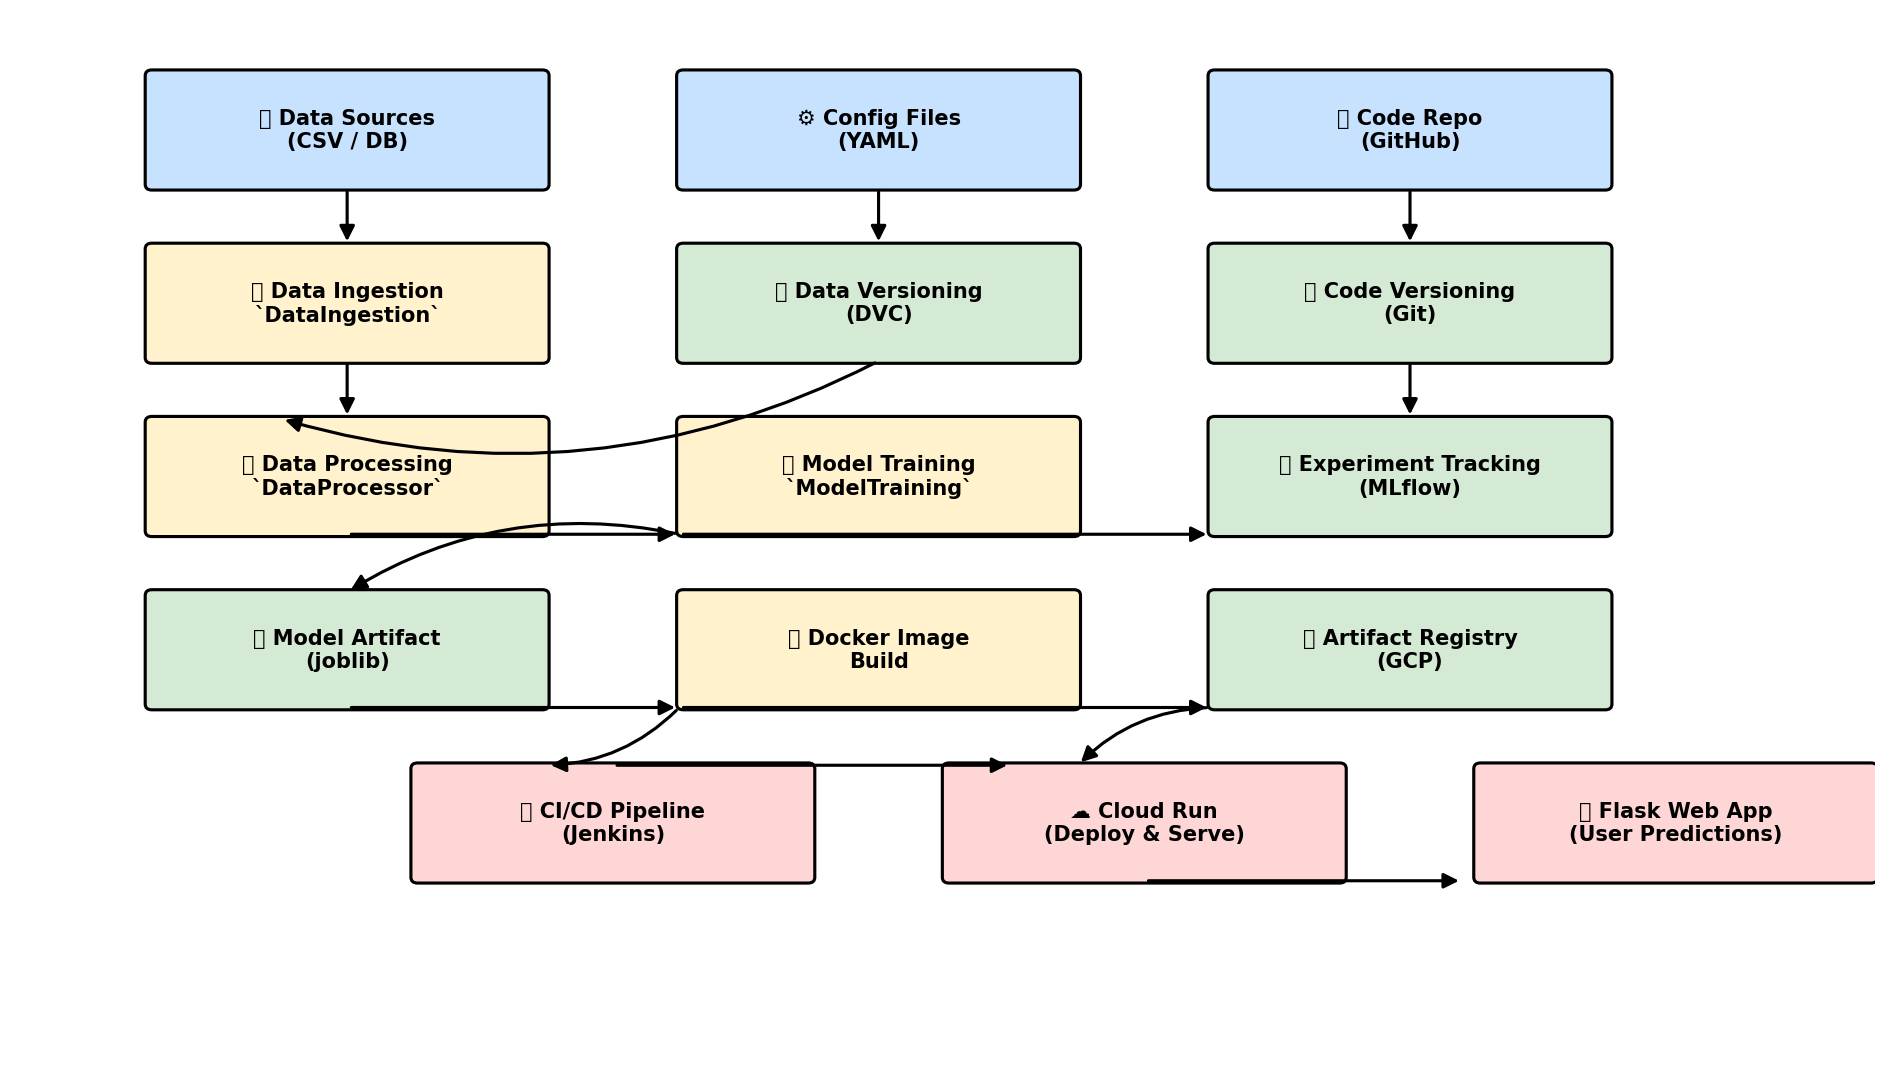 Data Sources
(CSV / DB)
⚙ Config Files
(YAML)
Code Repo
(GitHub)
Data Ingestion
`DataIngestion`
Data Versioning
(DVC)
Code Versioning
(Git)
Data Processing
`DataProcessor`
Model Training
`ModelTraining`
Experiment Tracking
(MLflow)
Model Artifact
(joblib)
Docker Image
Build
Artifact Registry
(GCP)
CI/CD Pipeline
(Jenkins)
☁ Cloud Run
(Deploy & Serve)
Flask Web App
(User Predictions)